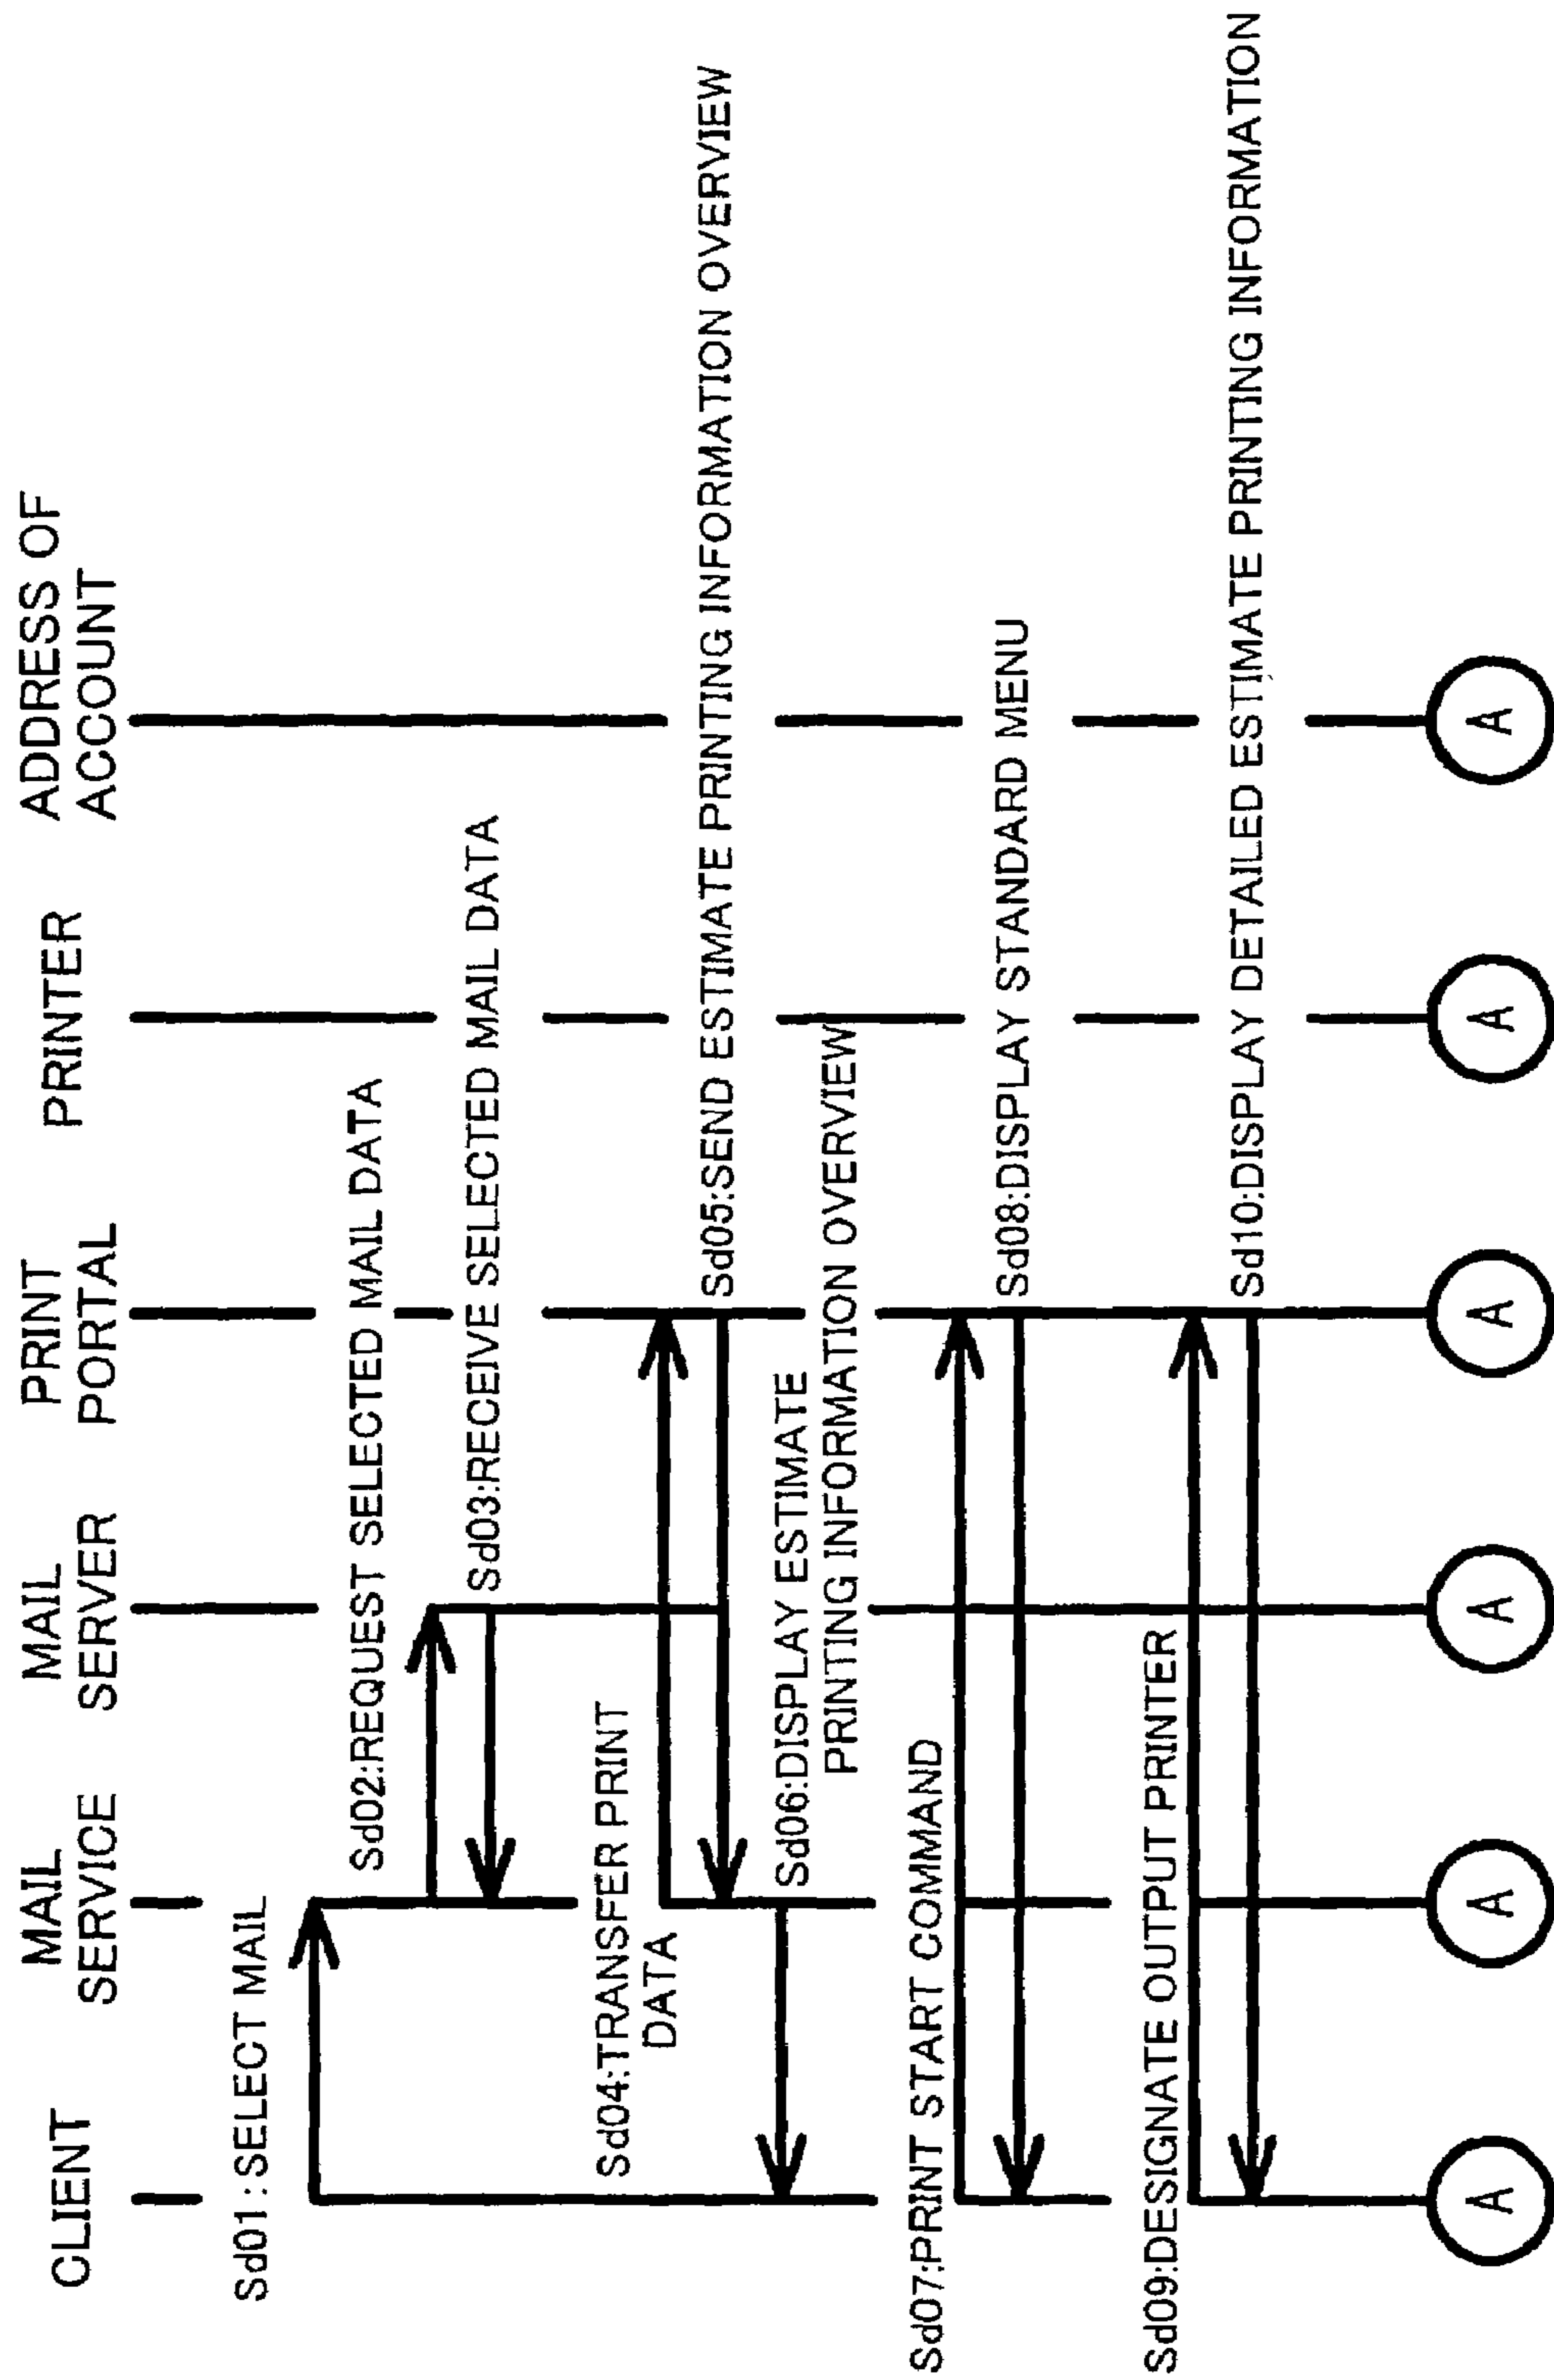 CLIENT
MAIL
SERVICE
MAIL
SERVER
PRINT
PORTAL
PRINTER
ADDRESS OF
ACCOUNT
Sd01 : SELECT MAIL
Sd02:REQUEST SELECTED MAIL DATA
Sd03:RECEIVE SELECTED MAIL DATA
Sd04:TRANSFER PRINT
DATA
Sd05:SEND ESTIMATE PRINTING INFORMATION OVERVIEW
Sd06:DISPLAY ESTIMATE
PRINTING INFORMATION OVERVIEW
Sd07:PRINT START COMMAND
Sd08:DISPLAY STANDARD MENU
Sd09:DESIGNATE OUTPUT PRINTER
Sd10:DISPLAY DETAILED ESTIMATE PRINTING INFORMATION
A
A
A
A
A
A